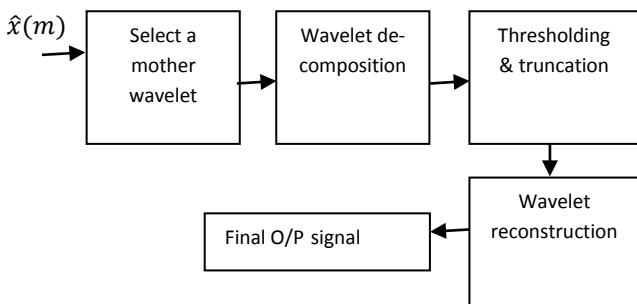 x̂(m)
Select a
mother
wavelet
Wavelet de-
composition
Thresholding
& truncation
Wavelet
reconstruction
Final O/P signal